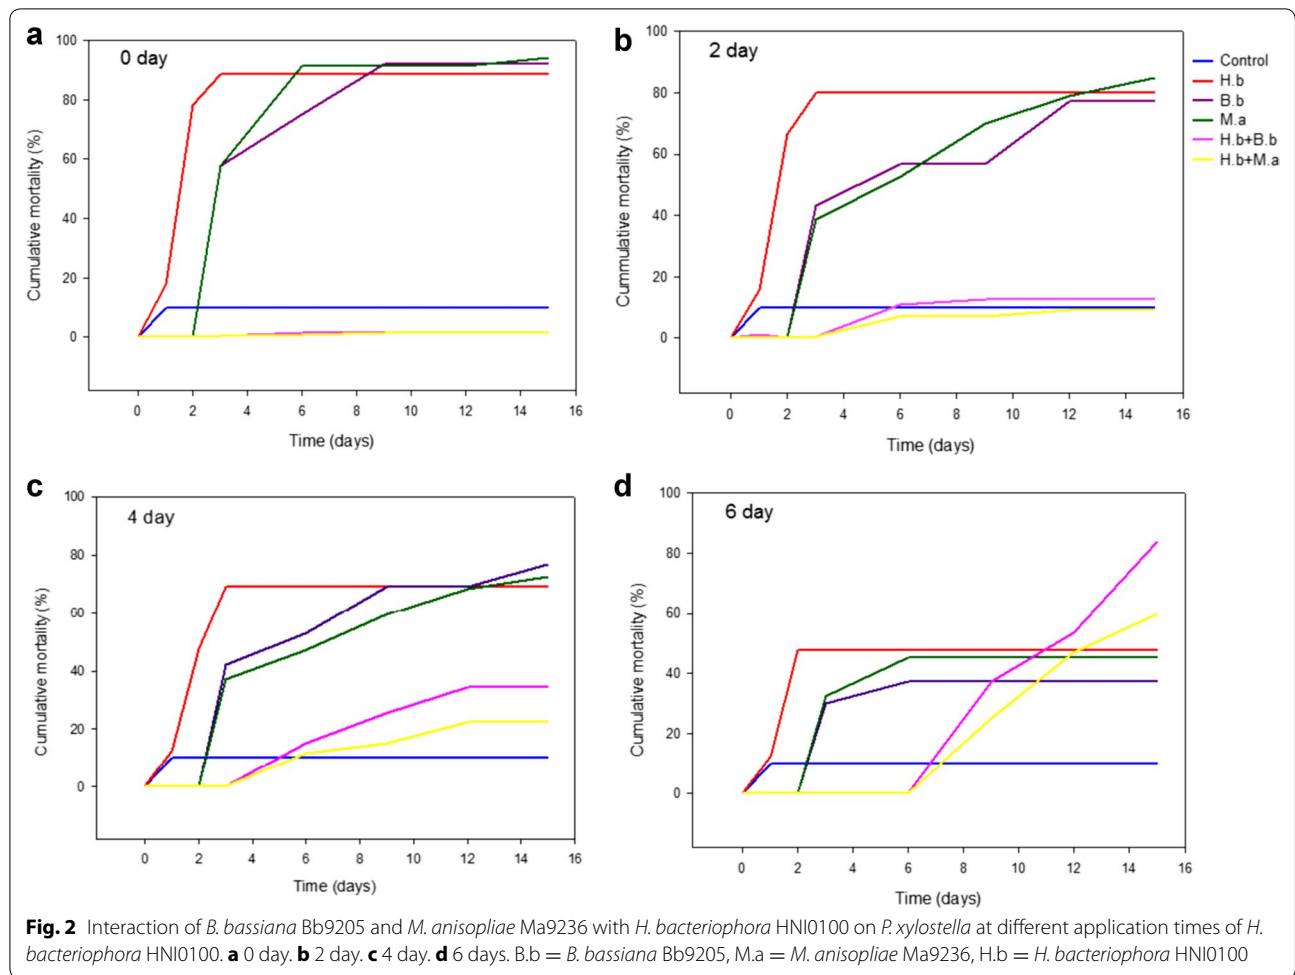 a
0 day
100
80
60
40
20
0
Cumulative mortality (%)
0 2 4 6 8 10 12 14 16
Time (days)
b
2 day
100
80
60
40
20
0
Cummulative mortality (%)
0 2 4 6 8 10 12 14 16
Time (days)
Control
H.b
B.b
M.a
H.b+B.b
H.b+M.a
c
4 day
100
80
60
40
20
0
Cumulative mortality (%)
0 2 4 6 8 10 12 14 16
Time (days)
d
6 day
100
80
60
40
20
0
Cumulative mortality (%)
0 2 4 6 8 10 12 14 16
Time (days)
Fig. 2 Interaction of B. bassiana Bb9205 and M. anisopliae Ma9236 with H. bacteriophora HNI0100 on P. xylostella at different application times of H.
bacteriophora HNI0100. a 0 day. b 2 day. c 4 day. d 6 days. B.b = B. bassiana Bb9205, M.a = M. anisopliae Ma9236, H.b = H. bacteriophora HNI0100